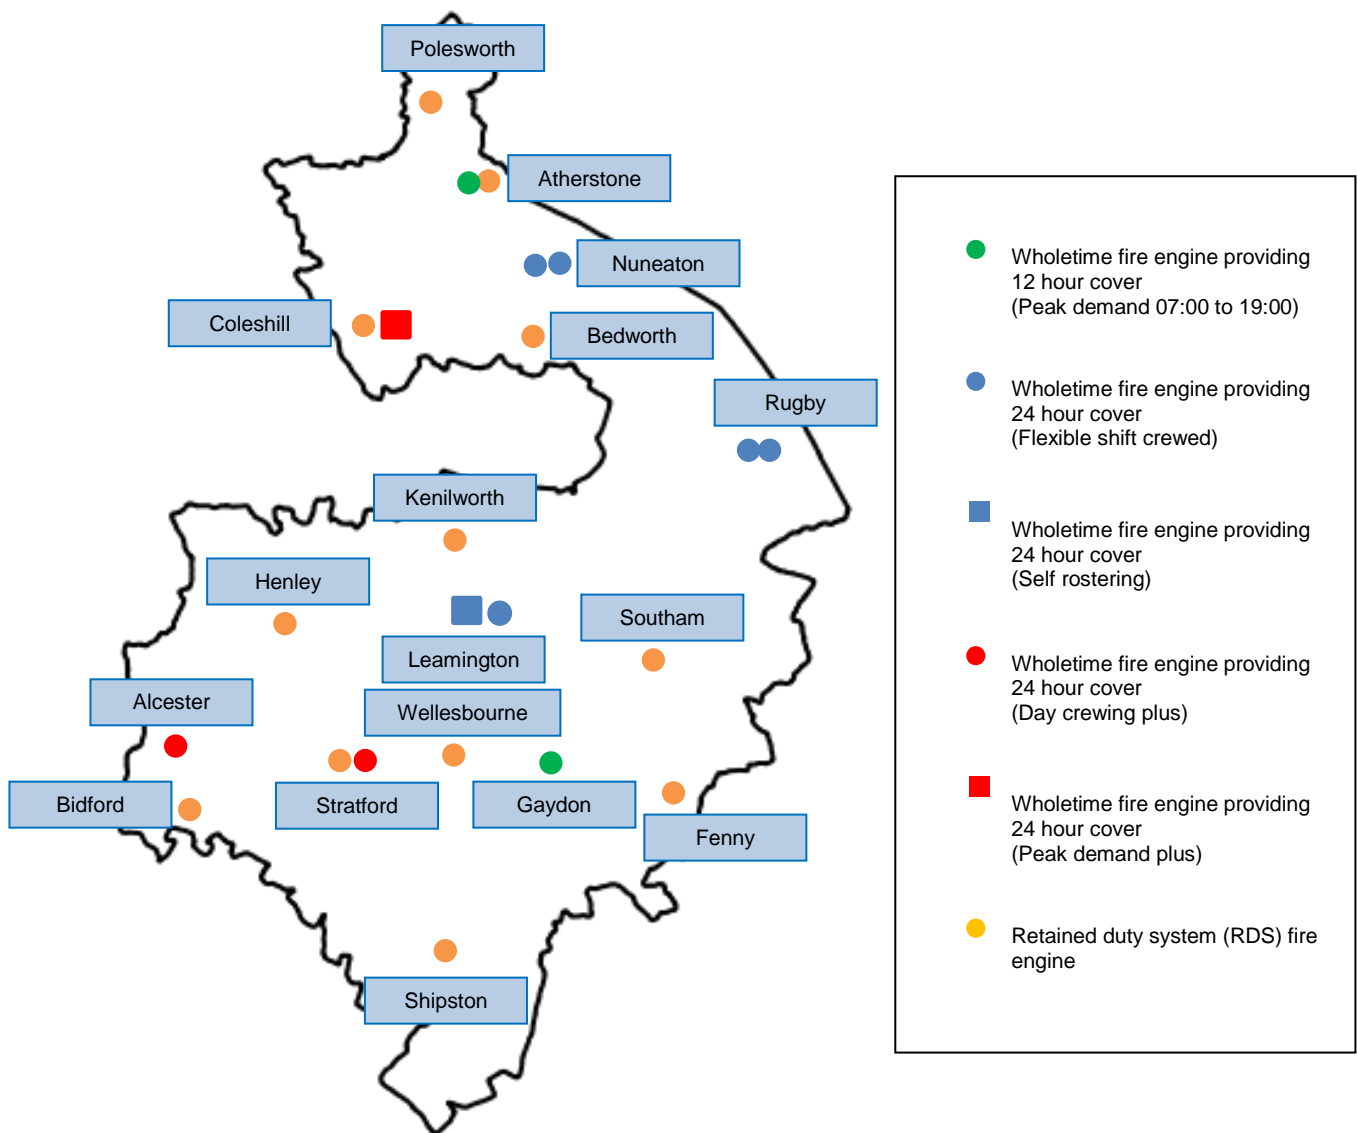 Polesworth
Atherstone
Nuneaton
Coleshill
Bedworth
Rugby
Kenilworth
Henley
Southam
Leamington
Alcester
Wellesbourne
Bidford
Stratford
Gaydon
Fenny
Shipston
Wholetime fire engine providing
12 hour cover
(Peak demand 07:00 to 19:00)
Wholetime fire engine providing
24 hour cover
(Flexible shift crewed)
Wholetime fire engine providing
24 hour cover
(Self rostering)
Wholetime fire engine providing
24 hour cover
(Day crewing plus)
Wholetime fire engine providing
24 hour cover
(Peak demand plus)
Retained duty system (RDS) fire
engine